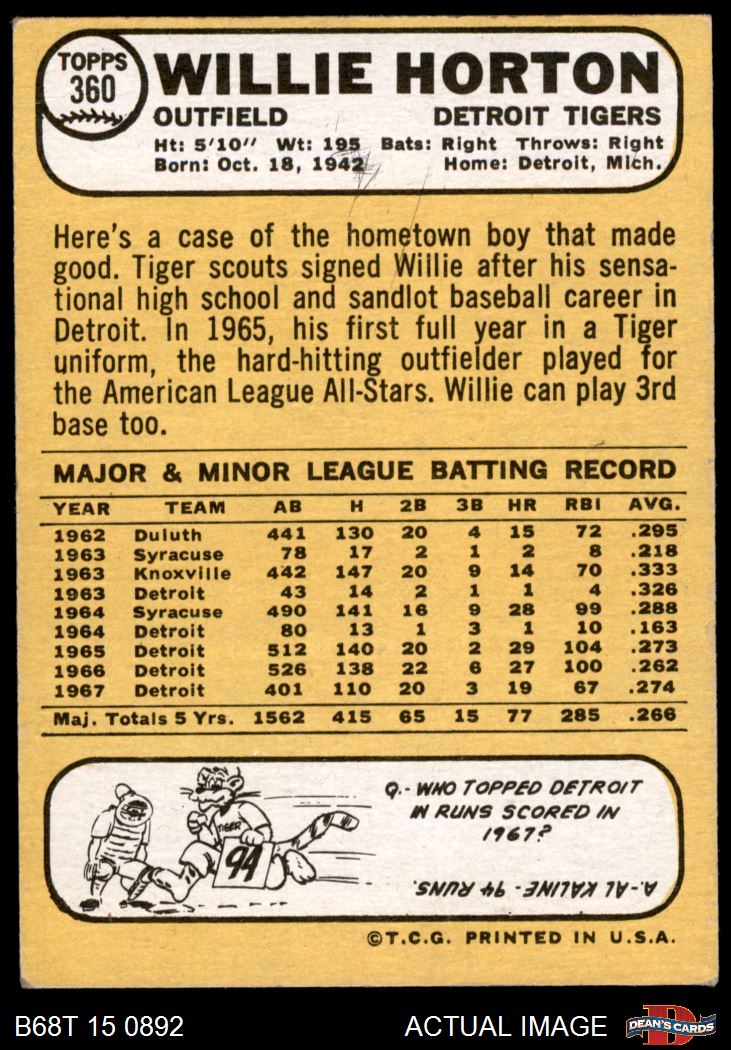 TOPPS
360
WILLIE HORTON
OUTFIELD DETROIT TIGERS
Ht: 5'10" Wt: 195 Bats: Right Throws: Right
Born: Oct. 18, 1942 Home: Detroit, Mich.
Here's a case of the hometown boy that made
good. Tiger scouts signed Willie after his sensa-
tional high school and sandlot baseball career in
Detroit. In 1965, his first full year in a Tiger
uniform, the hard-hitting outfielder played for
the American League All-Stars. Willie can play 3rd
base too.
MAJOR & MINOR LEAGUE BATTING RECORD
YEAR TEAM AB H 2B 3B HR RBI AVG.
1962 Duluth 441 130 20 4 15 72 .295
1963 Syracuse 78 17 2 1 2 8 .218
1963 Knoxville 442 147 20 9 14 70 .333
1963 Detroit 43 14 2 1 1 4 .326
1964 Syracuse 490 141 16 9 28 99 .288
1964 Detroit 80 13 1 3 1 10 .163
1965 Detroit 512 140 20 2 29 104 .273
1966 Detroit 526 138 22 6 27 100 .262
1967 Detroit 401 110 20 3 19 67 .274
Maj. Totals 5 Yrs. 1562 415 65 15 77 285 .266
TIGER
94
Q.- WHO TOPPED DETROIT
IN RUNS SCORED IN
1967?
A.- AL KALINE - 94 RUNS.
©T.C.G. PRINTED IN U.S.A.
B68T 15 0892 ACTUAL IMAGE
D
DEAN'S CARDS